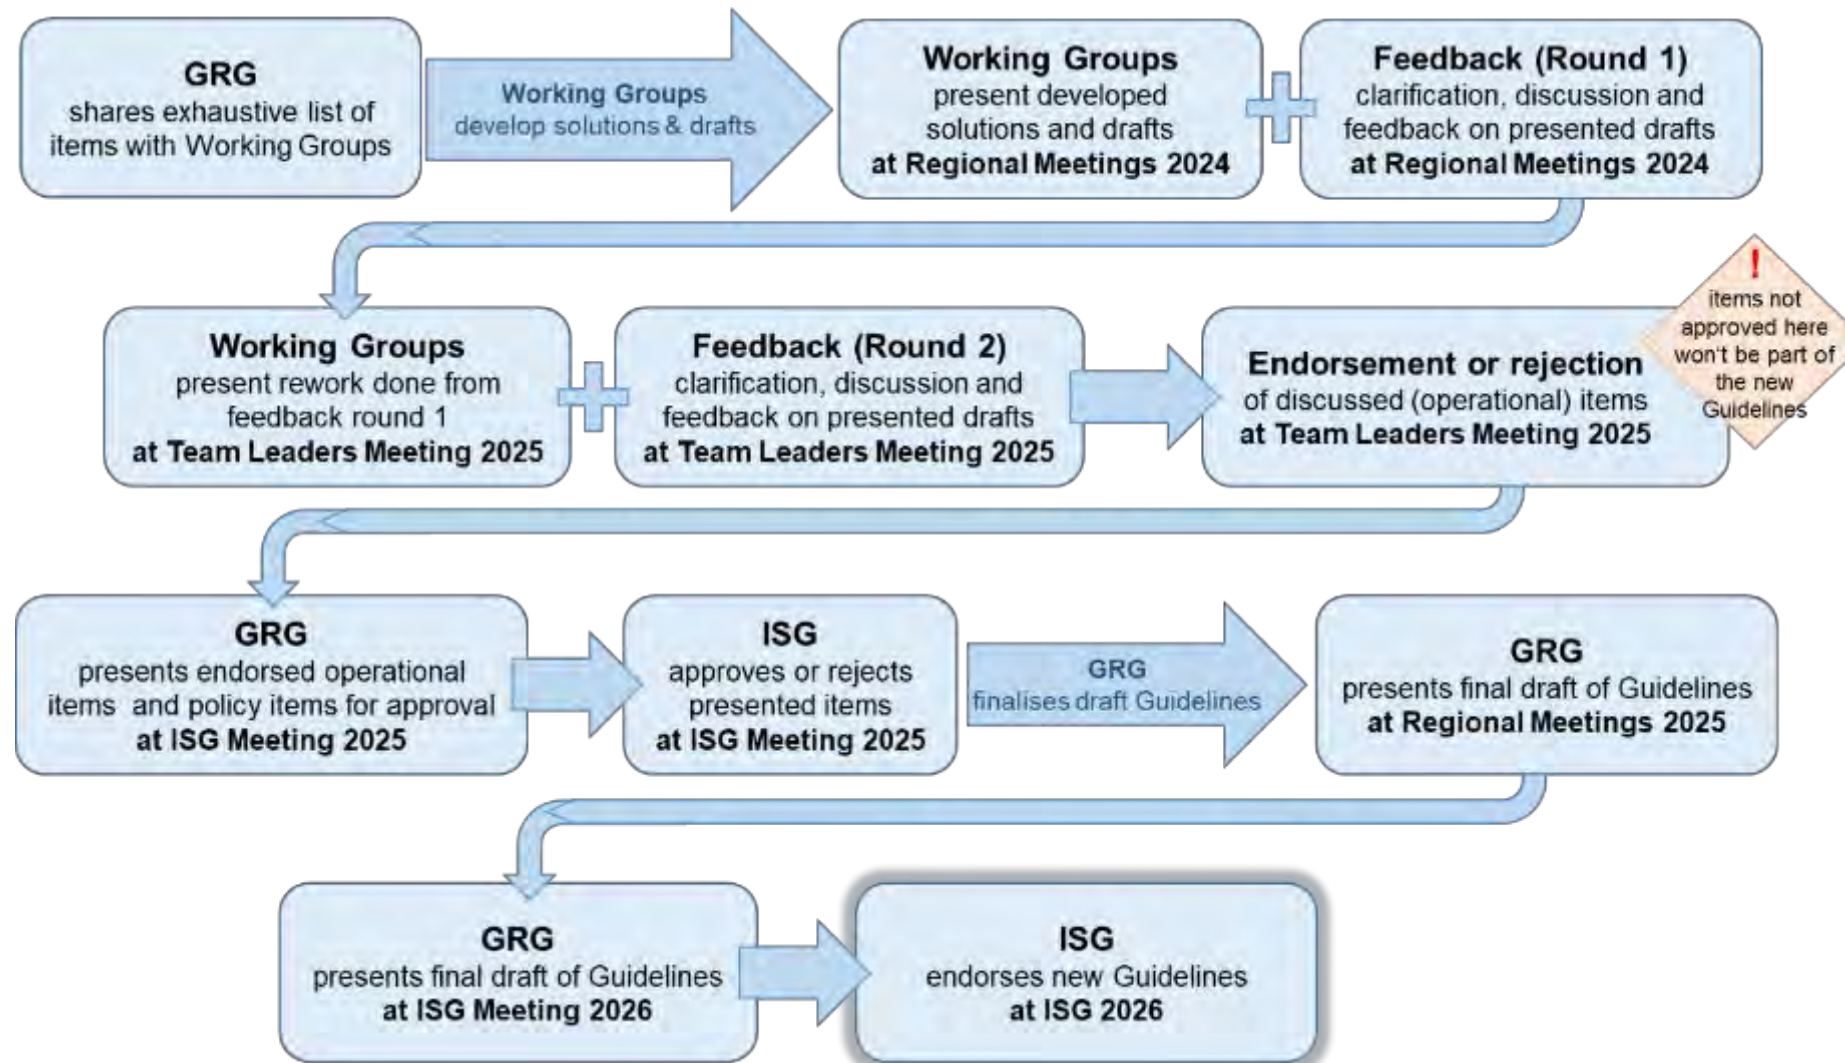 GRG
shares exhaustive list of
items with Working Groups
Working Groups
develop solutions & drafts
Working Groups
present developed
solutions and drafts
at Regional Meetings 2024
Feedback (Round 1)
clarification, discussion and
feedback on presented drafts
at Regional Meetings 2024
Working Groups
present rework done from
feedback round 1
at Team Leaders Meeting 2025
Feedback (Round 2)
clarification, discussion and
feedback on presented drafts
at Team Leaders Meeting 2025
Endorsement or rejection
of discussed (operational) items
at Team Leaders Meeting 2025
!
items not
approved here
won't be part of
the new
Guidelines
GRG
presents endorsed operational
items and policy items for approval
at ISG Meeting 2025
ISG
approves or rejects
presented items
at ISG Meeting 2025
GRG
finalises draft Guidelines
GRG
presents final draft of Guidelines
at Regional Meetings 2025
GRG
presents final draft of Guidelines
at ISG Meeting 2026
ISG
endorses new Guidelines
at ISG 2026